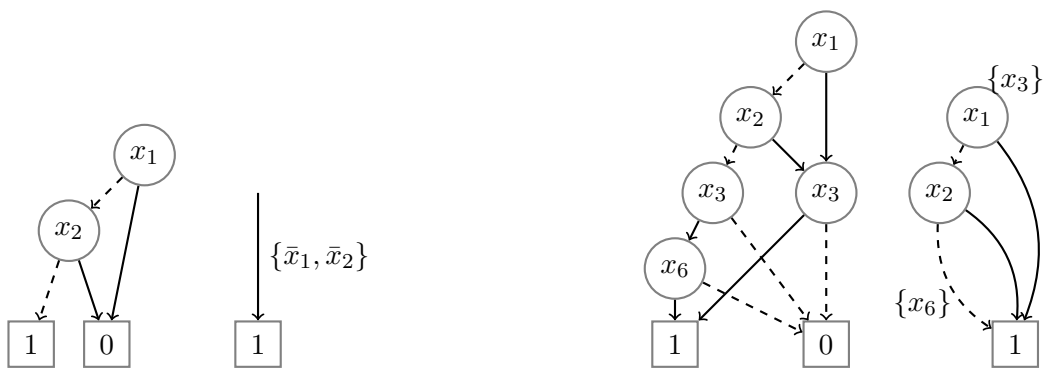 x₁
x₂
1 0
{x̄₁, x̄₂}
1
x₁
x₂
x₃ x₃
x₆
1 0
{x₃}
x₁
x₂
{x₆}
1